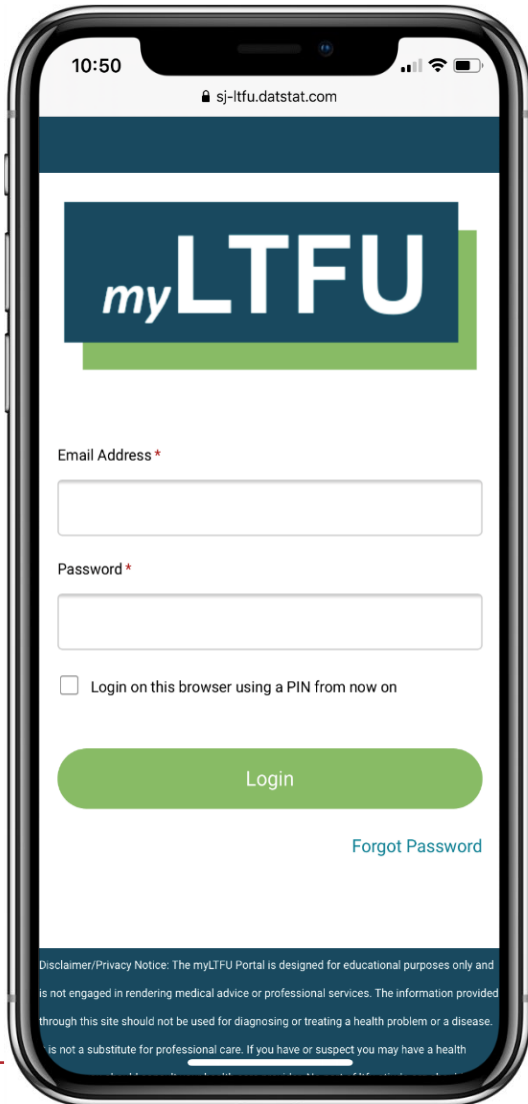 10:50
sj-ltfu.datstat.com
myLTFU
Email Address *
Password *
Login on this browser using a PIN from now on
Login
Forgot Password
Disclaimer/Privacy Notice: The myLTFU Portal is designed for educational purposes only and
is not engaged in rendering medical advice or professional services. The information provided
through this site should not be used for diagnosing or treating a health problem or a disease.
is not a substitute for professional care. If you have or suspect you may have a health